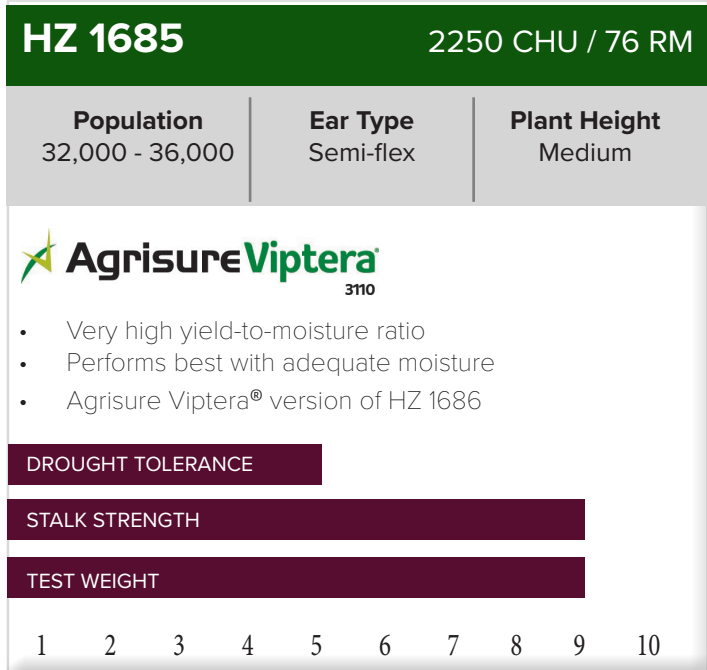 HZ 1685 2250 CHU / 76 RM
Population Ear Type Plant Height
32,000 - 36,000 Semi-flex Medium
AgrisureViptera®
3110
• Very high yield-to-moisture ratio
• Performs best with adequate moisture
• Agrisure Viptera® version of HZ 1686
DROUGHT TOLERANCE
STALK STRENGTH
TEST WEIGHT
1 2 3 4 5 6 7 8 9 10